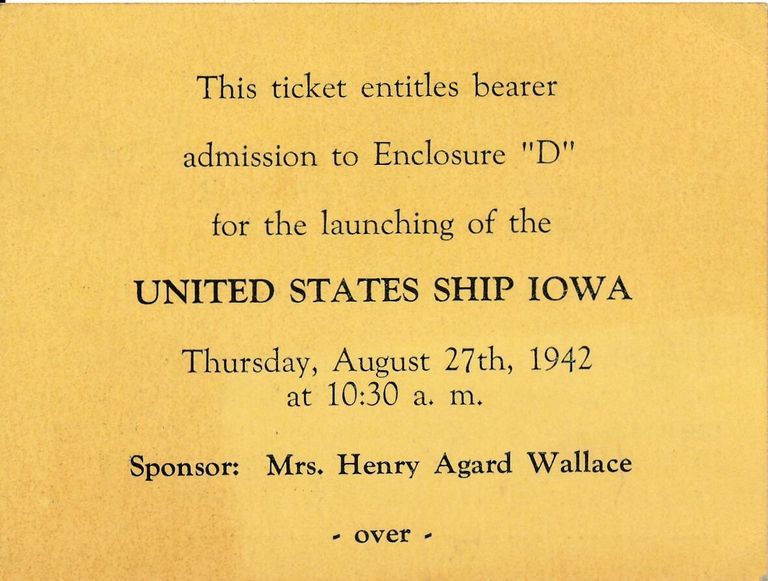 This ticket entitles bearer
admission to Enclosure "D"
for the launching of the
UNITED STATES SHIP IOWA
Thursday, August 27th, 1942
at 10:30 a. m.
Sponsor: Mrs. Henry Agard Wallace
- over -